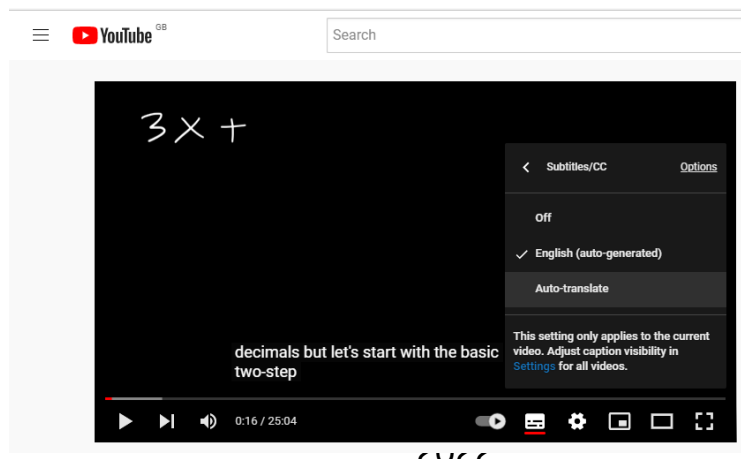 YouTube GB
Search
3x+
Subtitles/CC
Options
Off
English (auto-generated)
Auto-translate
This setting only applies to the current
video. Adjust caption visibility in
Settings for all videos.
decimals but let's start with the basic
two-step
0:16 / 25:04